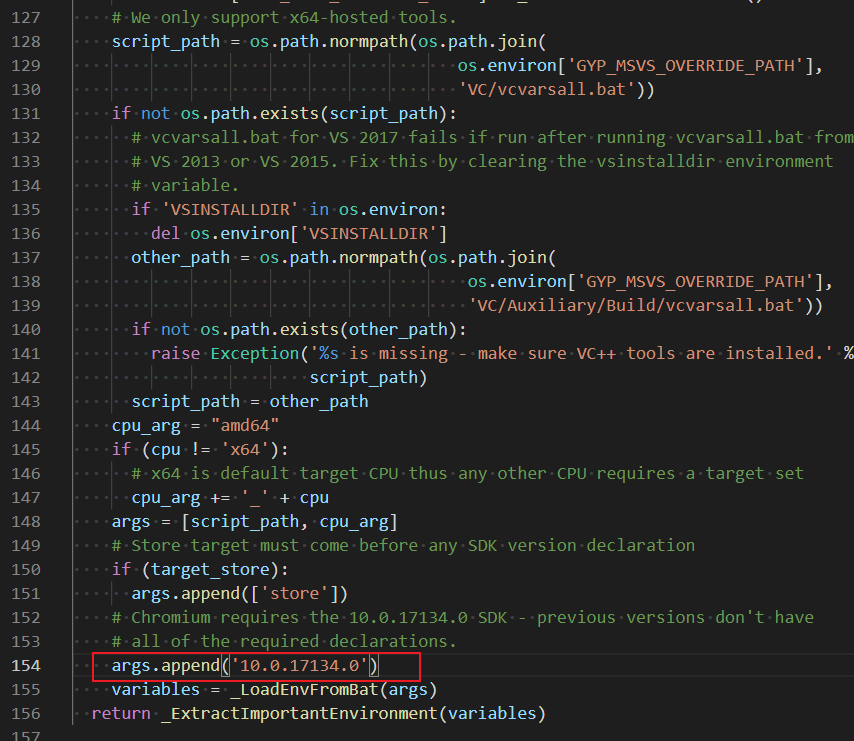 127 # We only support x64-hosted tools.
128 script_path = os.path.normpath(os.path.join(
129 os.environ['GYP_MSVS_OVERRIDE_PATH'],
130 'VC/vcvarsall.bat'))
131 if not os.path.exists(script_path):
132 # vcvarsall.bat for VS 2017 fails if run after running vcvarsall.bat from
133 # VS 2013 or VS 2015. Fix this by clearing the vsinstalldir environment
134 # variable.
135 if 'VSINSTALLDIR' in os.environ:
136 del os.environ['VSINSTALLDIR']
137 other_path = os.path.normpath(os.path.join(
138 os.environ['GYP_MSVS_OVERRIDE_PATH'],
139 'VC/Auxiliary/Build/vcvarsall.bat'))
140 if not os.path.exists(other_path):
141 raise Exception('%s is missing - make sure VC++ tools are installed.' %
142 script_path)
143 script_path = other_path
144 cpu_arg = "amd64"
145 if (cpu != 'x64'):
146 # x64 is default target CPU thus any other CPU requires a target set
147 cpu_arg += '_' + cpu
148 args = [script_path, cpu_arg]
149 # Store target must come before any SDK version declaration
150 if (target_store):
151 args.append(['store'])
152 # Chromium requires the 10.0.17134.0 SDK - previous versions don't have
153 # all of the required declarations.
154 args.append('10.0.17134.0')
155 variables = _LoadEnvFromBat(args)
156 return _ExtractImportantEnvironment(variables)
157